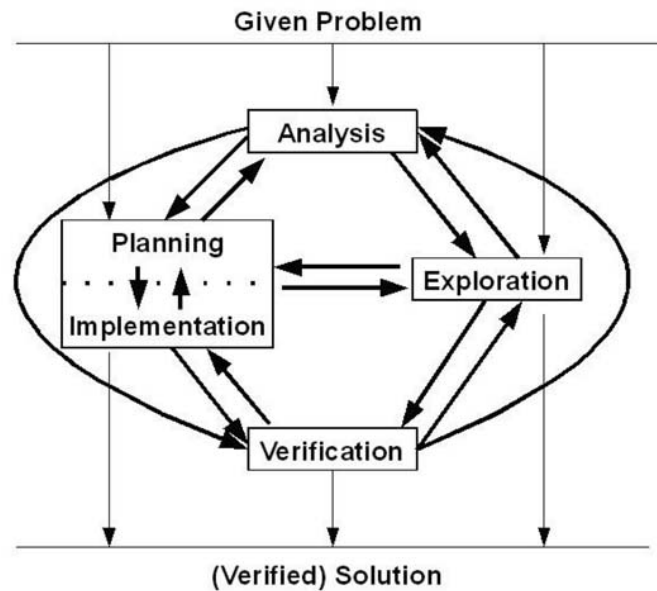 Given Problem
Analysis
Planning
Exploration
Implementation
Verification
(Verified) Solution